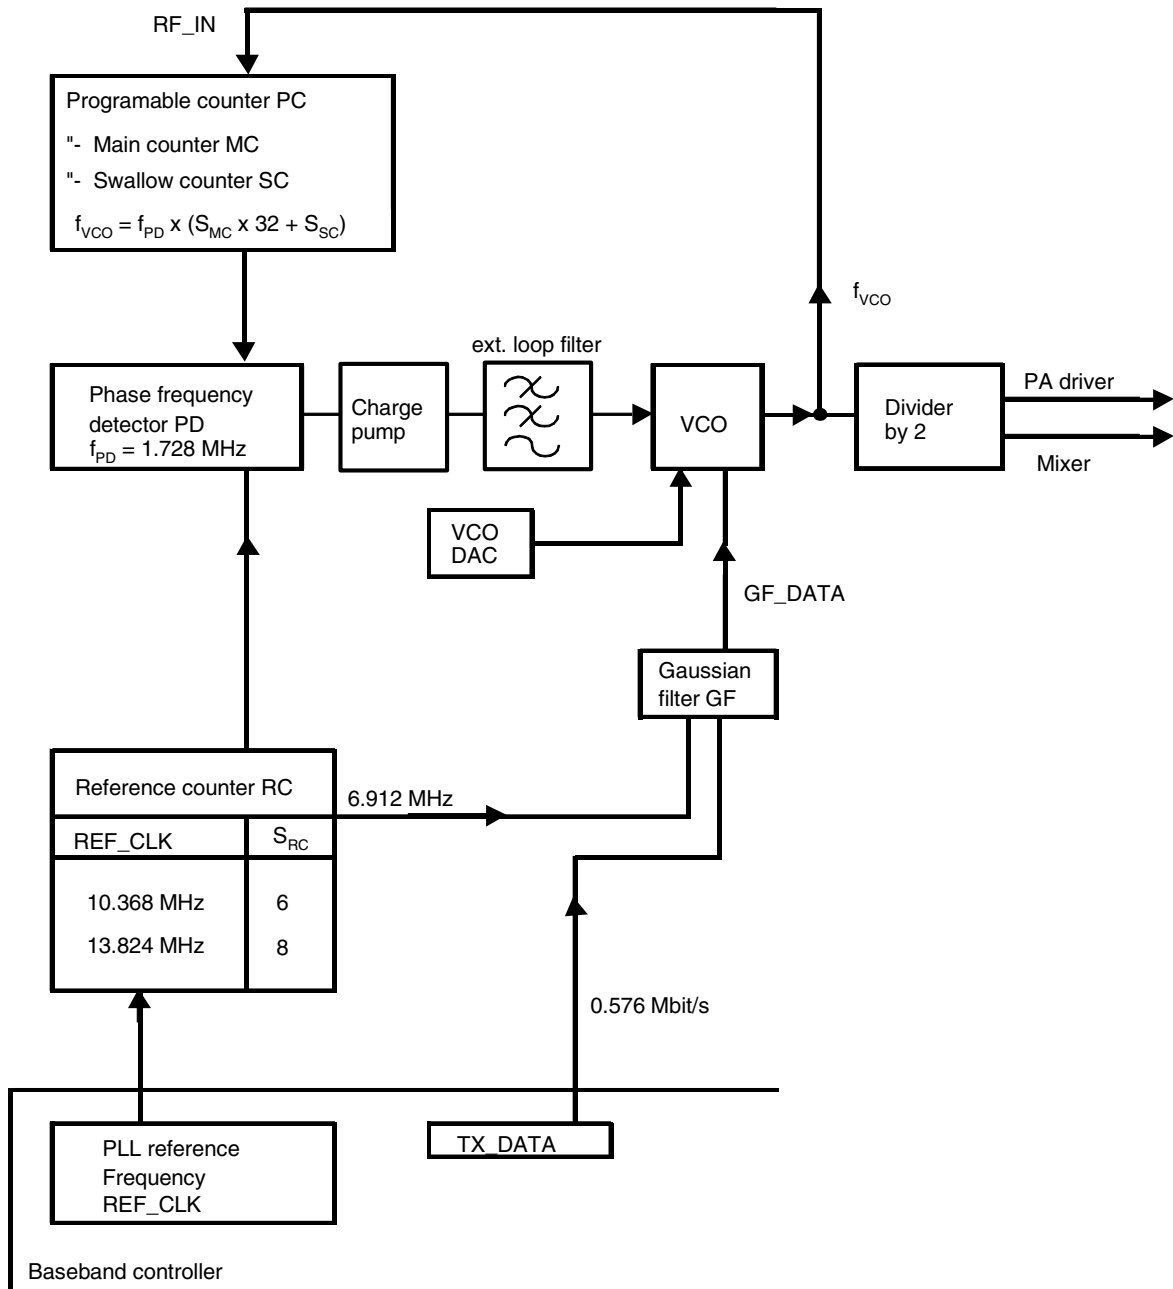 RF_IN
Programable counter PC
"- Main counter MC
"- Swallow counter SC
fVCO = fPD x (SMC x 32 + SSC)
fVCO
ext. loop filter
Phase frequency
detector PD
fPD = 1.728 MHz
Charge
pump
VCO
Divider
by 2
PA driver
Mixer
VCO
DAC
GF_DATA
Gaussian
filter GF
Reference counter RC
6.912 MHz
REF_CLK SRC
10.368 MHz 6
13.824 MHz 8
0.576 Mbit/s
PLL reference
Frequency
REF_CLK
TX_DATA
Baseband controller